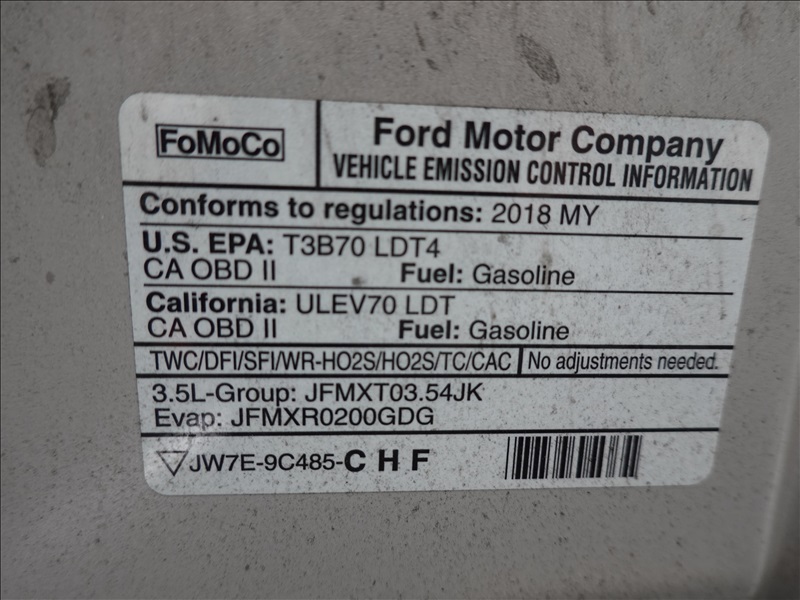 FoMoCo
Ford Motor Company
VEHICLE EMISSION CONTROL INFORMATION
Conforms to regulations: 2018 MY
U.S. EPA: T3B70 LDT4
CA OBD II Fuel: Gasoline
California: ULEV70 LDT
CA OBD II Fuel: Gasoline
TWC/DFI/SFI/WR-HO2S/HO2S/TC/CAC No adjustments needed.
3.5L-Group: JFMXT03.54JK
Evap: JFMXR0200GDG
JW7E-9C485-C H F